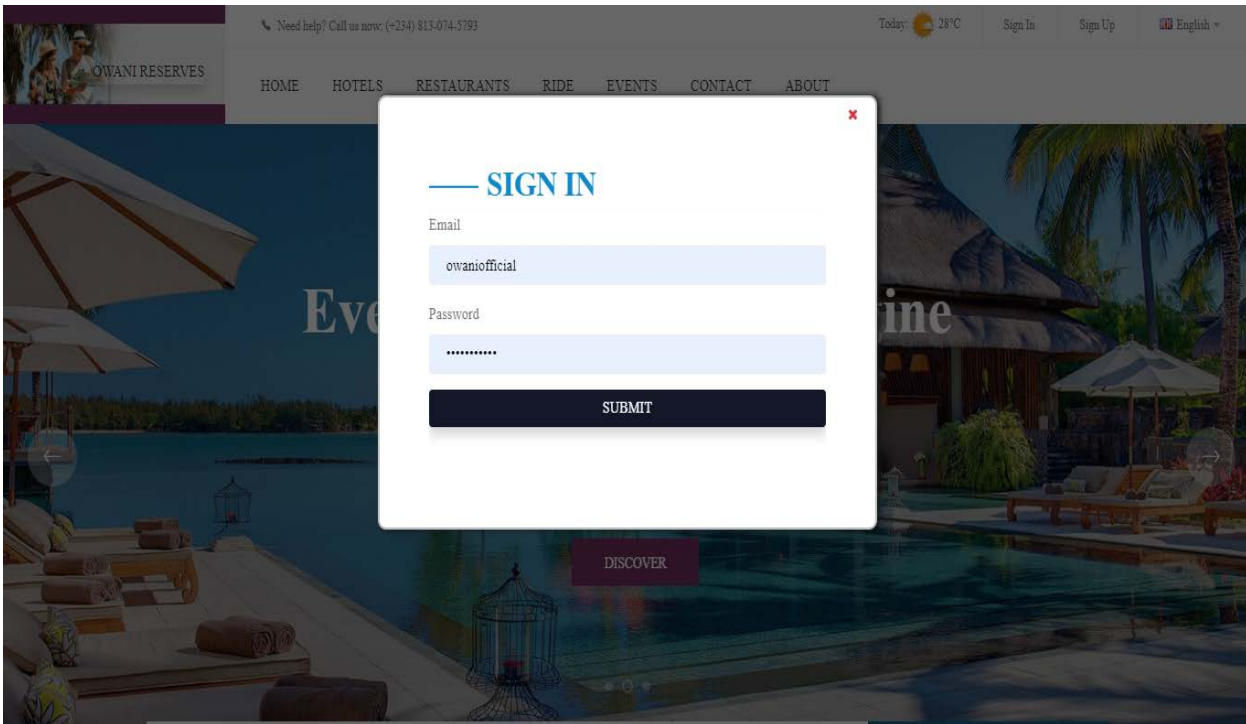 Need help? Call us now: (+234) 813-074-5793
Today: 28°C
Sign In
Sign Up
English
OWANI RESERVES
HOME HOTELS RESTAURANTS RIDE EVENTS CONTACT ABOUT
SIGN IN
Email
owaniofficial
Password
•••••••••••
SUBMIT
DISCOVER